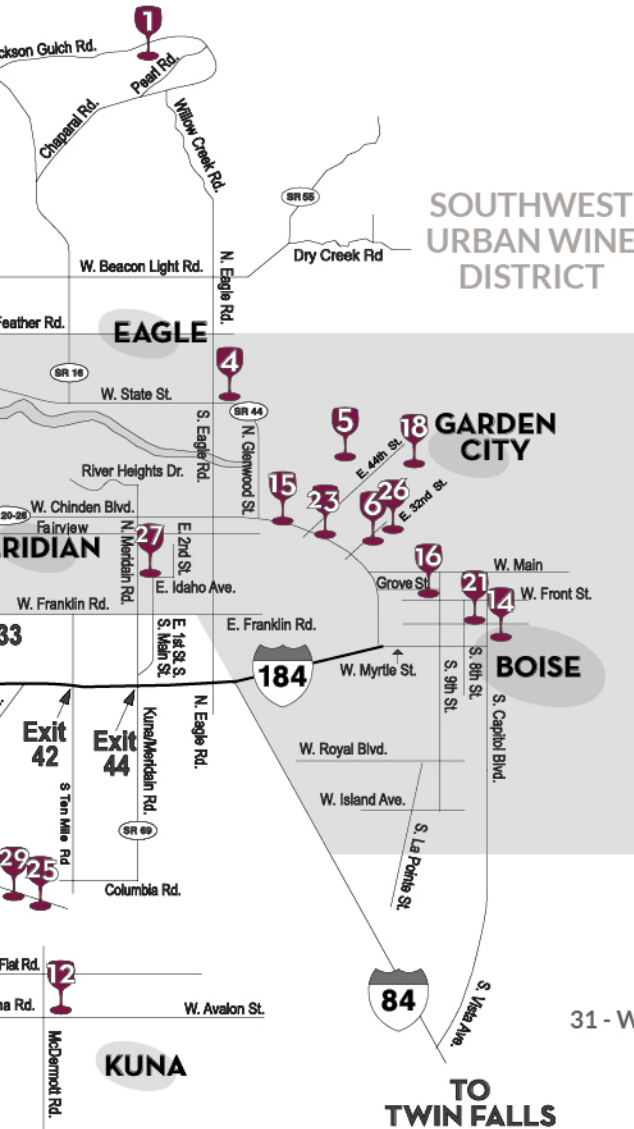 1
ckson Gulch Rd.
Pearl Rd.
Chaparal Rd.
Willow Creek Rd.
SR 55
SOUTHWEST
URBAN WINE
DISTRICT
Dry Creek Rd
W. Beacon Light Rd.
N. Eagle Rd.
Feather Rd.
EAGLE
4
SR 16
W. State St.
SR 44
S. Eagle Rd.
N. Glenwood St.
5
18
GARDEN
CITY
E. 44th St.
River Heights Dr.
15
23
6
26
E. 32nd St.
20-26
W. Chinden Blvd.
Fairview
RIDIAN
N. Meridian Rd.
27
E. 2nd St.
E. Idaho Ave.
16
W. Main
Grove St
21
W. Front St.
14
W. Franklin Rd.
E. Franklin Rd.
33
E. 1st St. S.
S. Main St.
184
W. Myrtle St.
BOISE
S. 9th St.
S. 8th St.
S. Capitol Blvd.
Exit
42
Exit
44
Kuna/Meridain Rd.
N. Eagle Rd.
W. Royal Blvd.
S Ten Mile Rd
W. Island Ave.
SR 69
S. La Pointe St.
29
25
Columbia Rd.
Flat Rd.
12
na Rd.
W. Avalon St.
84
S. Vista Ave.
31 - W
McDermott Rd.
KUNA
TO
TWIN FALLS